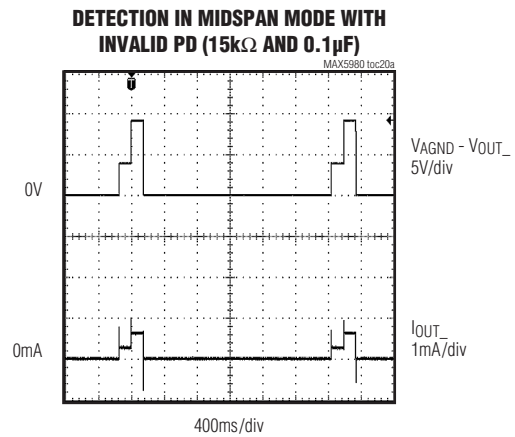 DETECTION IN MIDSPAN MODE WITH
INVALID PD (15kΩ AND 0.1µF)
MAX5980 toc20a
T
VAGND - VOUT_
5V/div
0V
IOUT_
1mA/div
0mA
400ms/div